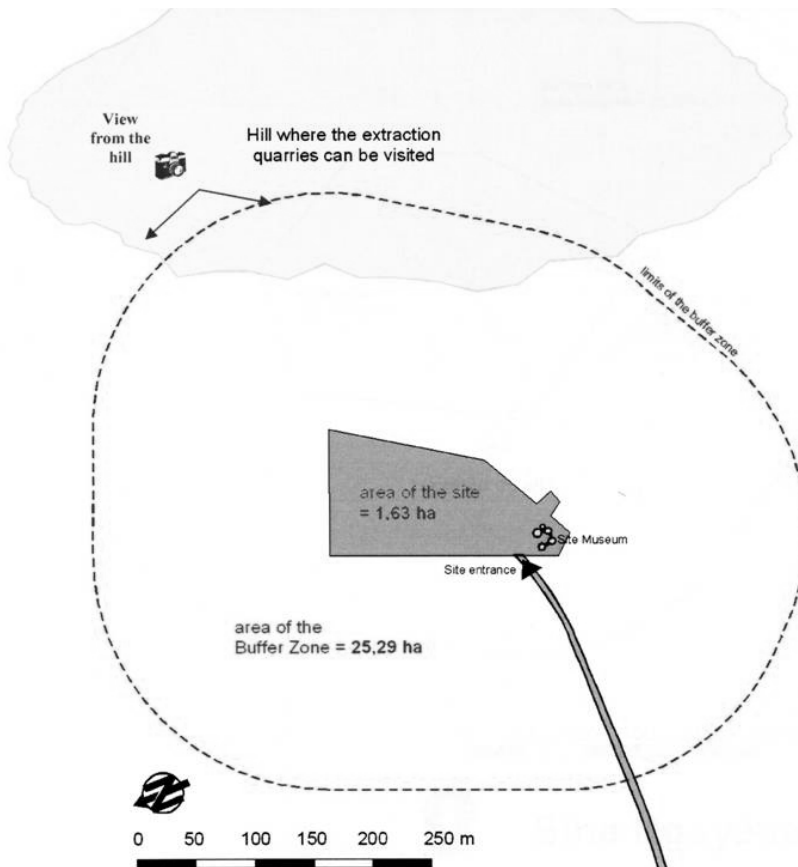 View
from the
hill
Hill where the extraction
quarries can be visited
limits of the buffer zone
area of the site
= 1,63 ha
Site Museum
Site entrance
area of the
Buffer Zone = 25,29 ha
N
0 50 100 160 200 250 m